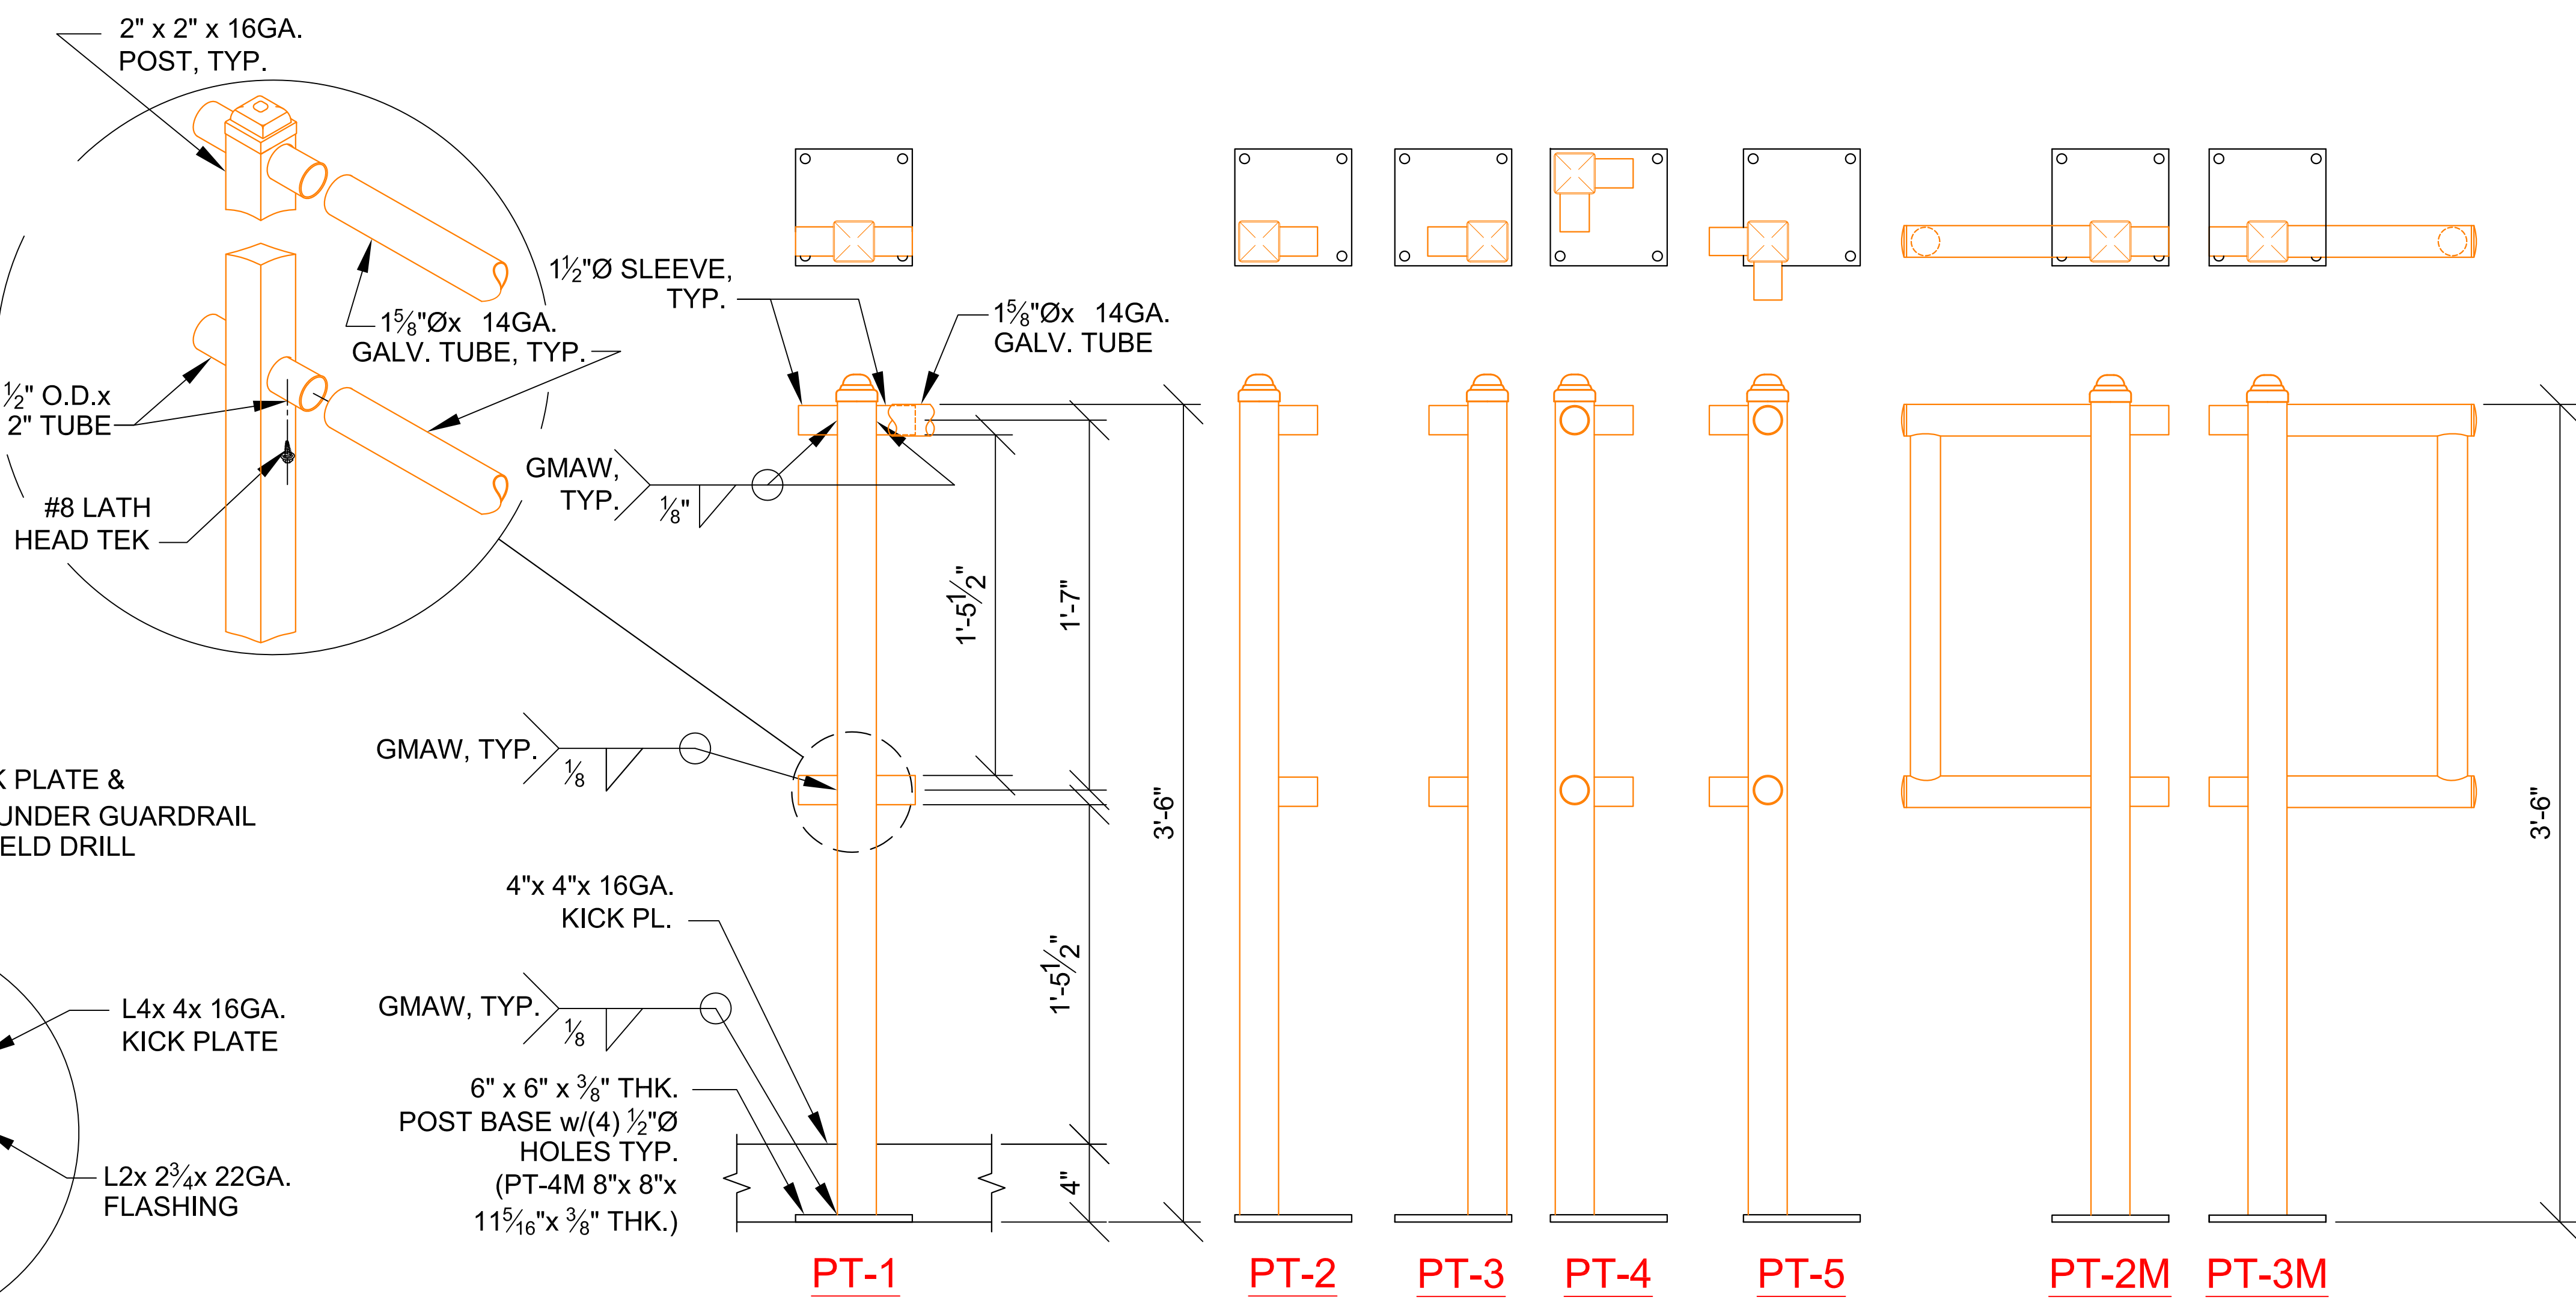 2" x 2" x 16GA.
POST, TYP.
1½"Ø SLEEVE,
TYP.
1⅝"Øx 14GA.
GALV. TUBE, TYP.
1⅝"Øx 14GA.
GALV. TUBE
½" O.D.x
2" TUBE
#8 LATH
HEAD TEK
GMAW,
TYP.
⅛"
1'-5½"
1'-7"
3'-6"
3'-6"
GMAW, TYP.
⅛
PLATE &
UNDER GUARDRAIL
DRILL
4"x 4"x 16GA.
KICK PL.
1'-5½"
L4x 4x 16GA.
KICK PLATE
GMAW, TYP.
⅛
6" x 6" x ⅜" THK.
POST BASE w/(4) ½"Ø
HOLES TYP.
(PT-4M 8"x 8"x
11⁵⁄₁₆"x ⅜" THK.)
4"
L2x 2¾x 22GA.
FLASHING
PT-1
PT-2
PT-3
PT-4
PT-5
PT-2M
PT-3M